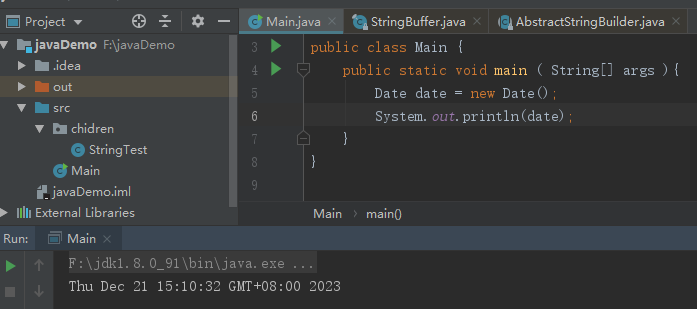 Project
javaDemo F:\javaDemo
.idea
out
src
chidren
StringTest
Main
javaDemo.iml
External Libraries
Main.java
StringBuffer.java
AbstractStringBuilder.java
3 public class Main {
4 public static void main ( String[] args ){
5 Date date = new Date();
6 System.out.println(date);
7 }
8 }
9
Main > main()
Run: Main
F:\jdk1.8.0_91\bin\java.exe ...
Thu Dec 21 15:10:32 GMT+08:00 2023